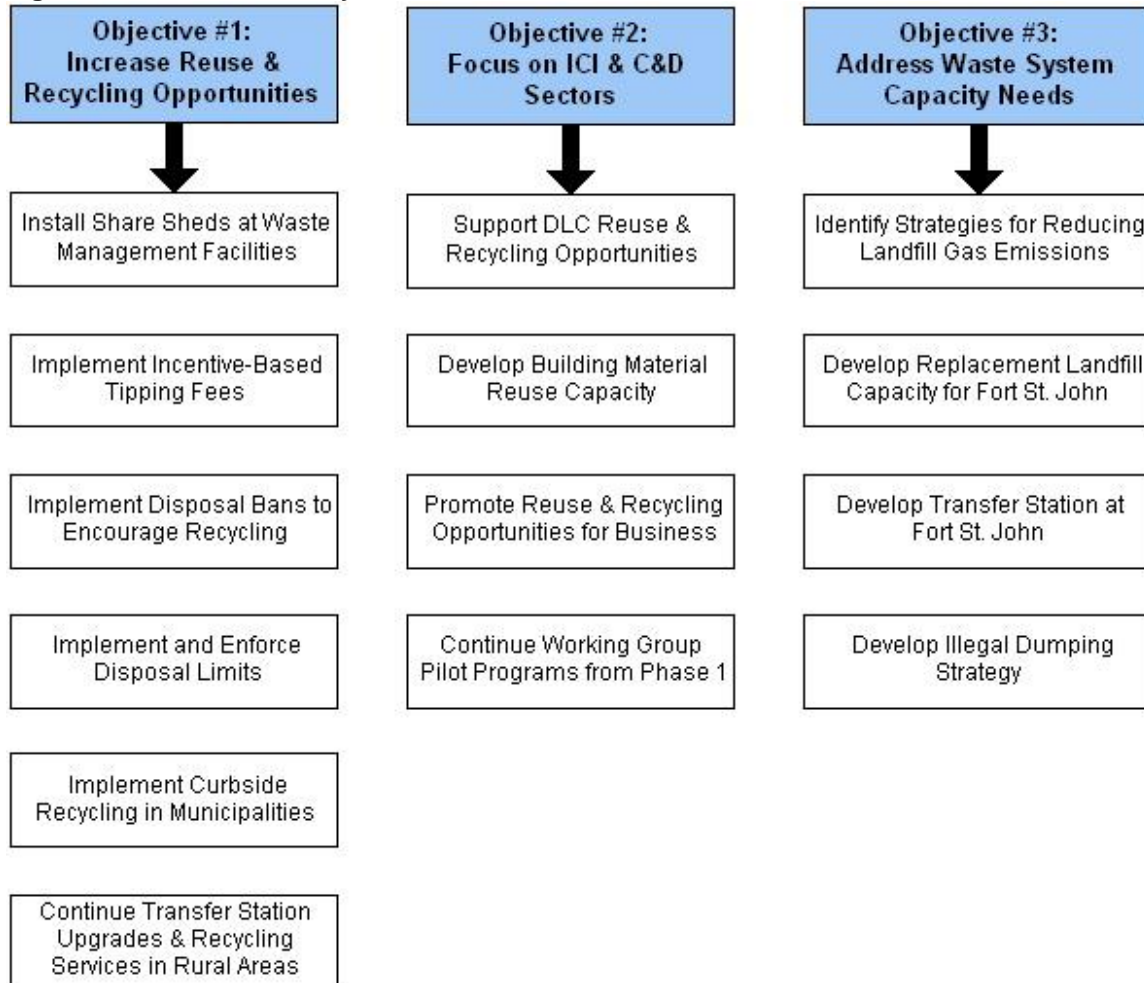 Objective #1:
Increase Reuse &
Recycling Opportunities
Install Share Sheds at Waste
Management Facilities
Implement Incentive-Based
Tipping Fees
Implement Disposal Bans to
Encourage Recycling
Implement and Enforce
Disposal Limits
Implement Curbside
Recycling in Municipalities
Continue Transfer Station
Upgrades & Recycling
Services in Rural Areas
Objective #2:
Focus on ICI & C&D
Sectors
Support DLC Reuse &
Recycling Opportunities
Develop Building Material
Reuse Capacity
Promote Reuse & Recycling
Opportunities for Business
Continue Working Group
Pilot Programs from Phase 1
Objective #3:
Address Waste System
Capacity Needs
Identify Strategies for Reducing
Landfill Gas Emissions
Develop Replacement Landfill
Capacity for Fort St. John
Develop Transfer Station at
Fort St. John
Develop Illegal Dumping
Strategy